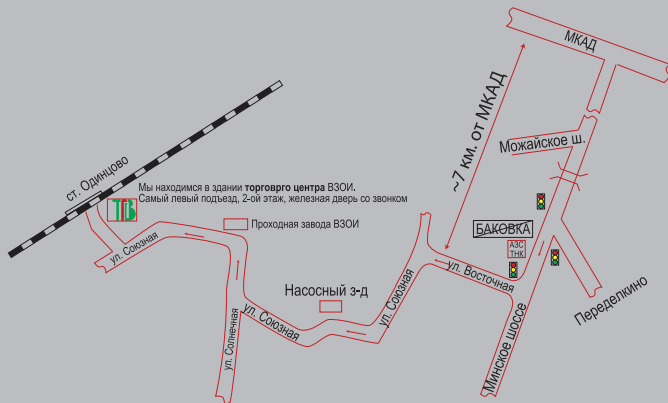 МКАД
~7 км. от МКАД
Можайское ш.
ст. Одинцово
Мы находимся в здании торговрго центра ВЗОИ.
Самый левый подъезд, 2-ой этаж, железная дверь со звонком
ТВ
Проходная завода ВЗОИ
БАКОВКА
АЗС
ТНК
ул. Союзная
ул. Восточная
Насосный з-д
ул. Союзная
Переделкино
ул. Солнечная
ул. Союзная
Минское шоссе